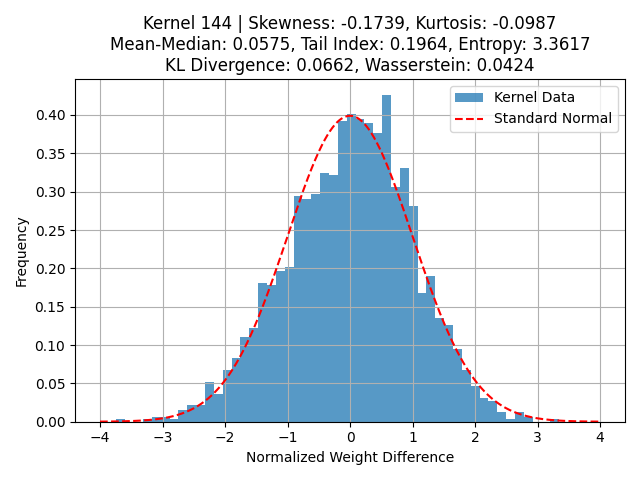 Kernel 144 | Skewness: -0.1739, Kurtosis: -0.0987
Mean-Median: 0.0575, Tail Index: 0.1964, Entropy: 3.3617
KL Divergence: 0.0662, Wasserstein: 0.0424
Kernel Data
Standard Normal
Frequency
0.40
0.35
0.30
0.25
0.20
0.15
0.10
0.05
0.00
−4 −3 −2 −1 0 1 2 3 4
Normalized Weight Difference